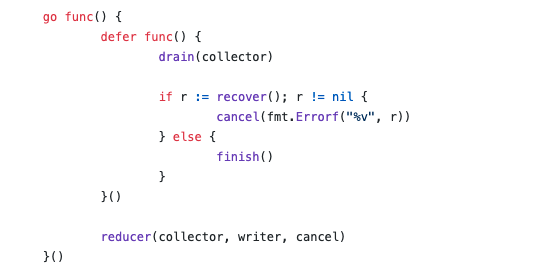 go func() {
        defer func() {
                drain(collector)

                if r := recover(); r != nil {
                        cancel(fmt.Errorf("%v", r))
                } else {
                        finish()
                }
        }()

        reducer(collector, writer, cancel)
}()